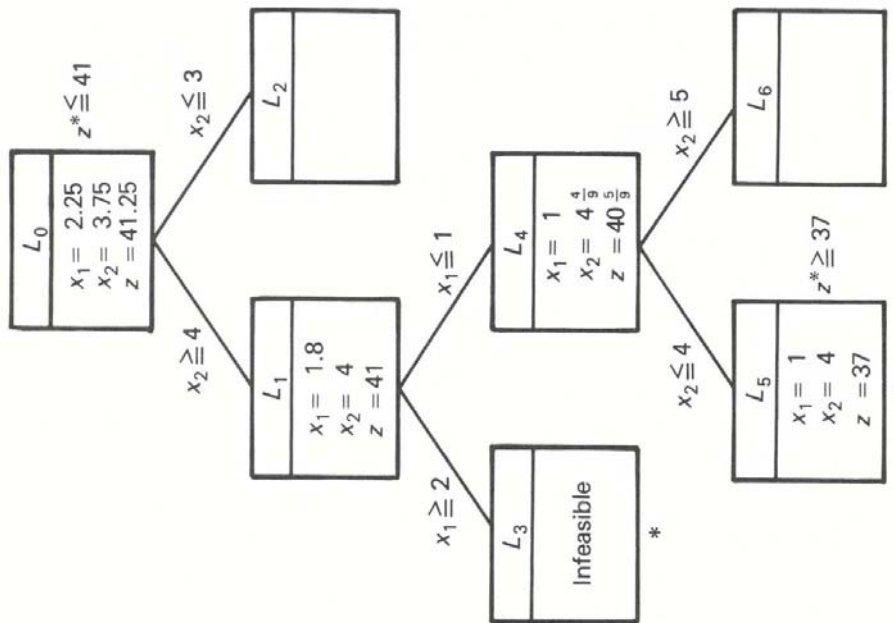 L₀
x₁ = 2.25
x₂ = 3.75
z = 41.25
z* ≦ 41
x₂ ≧ 4
x₂ ≦ 3
L₁
x₁ = 1.8
x₂ = 4
z = 41
L₂
x₁ ≧ 2
x₁ ≦ 1
L₃
Infeasible
*
L₄
x₁ = 1
x₂ = 4 4/9
z = 40 5/9
x₂ ≦ 4
x₂ ≧ 5
L₅
x₁ = 1
x₂ = 4
z = 37
z* ≧ 37
L₆